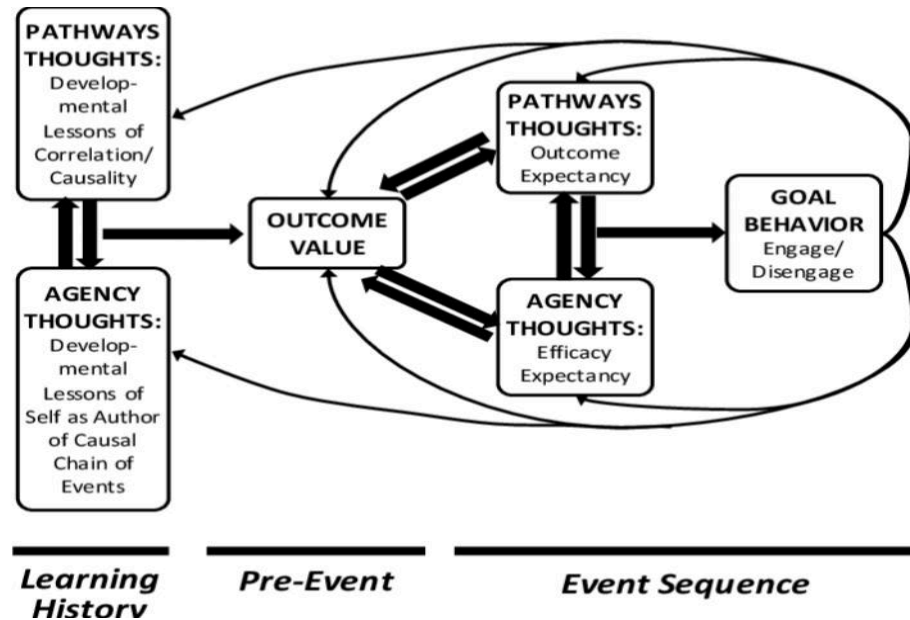 PATHWAYS
THOUGHTS:
Develop-
mental
Lessons of
Correlation/
Causality
AGENCY
THOUGHTS:
Develop-
mental
Lessons of
Self as Author
of Causal
Chain of
Events
OUTCOME
VALUE
PATHWAYS
THOUGHTS:
Outcome
Expectancy
AGENCY
THOUGHTS:
Efficacy
Expectancy
GOAL
BEHAVIOR
Engage/
Disengage
Learning
History
Pre-Event
Event Sequence